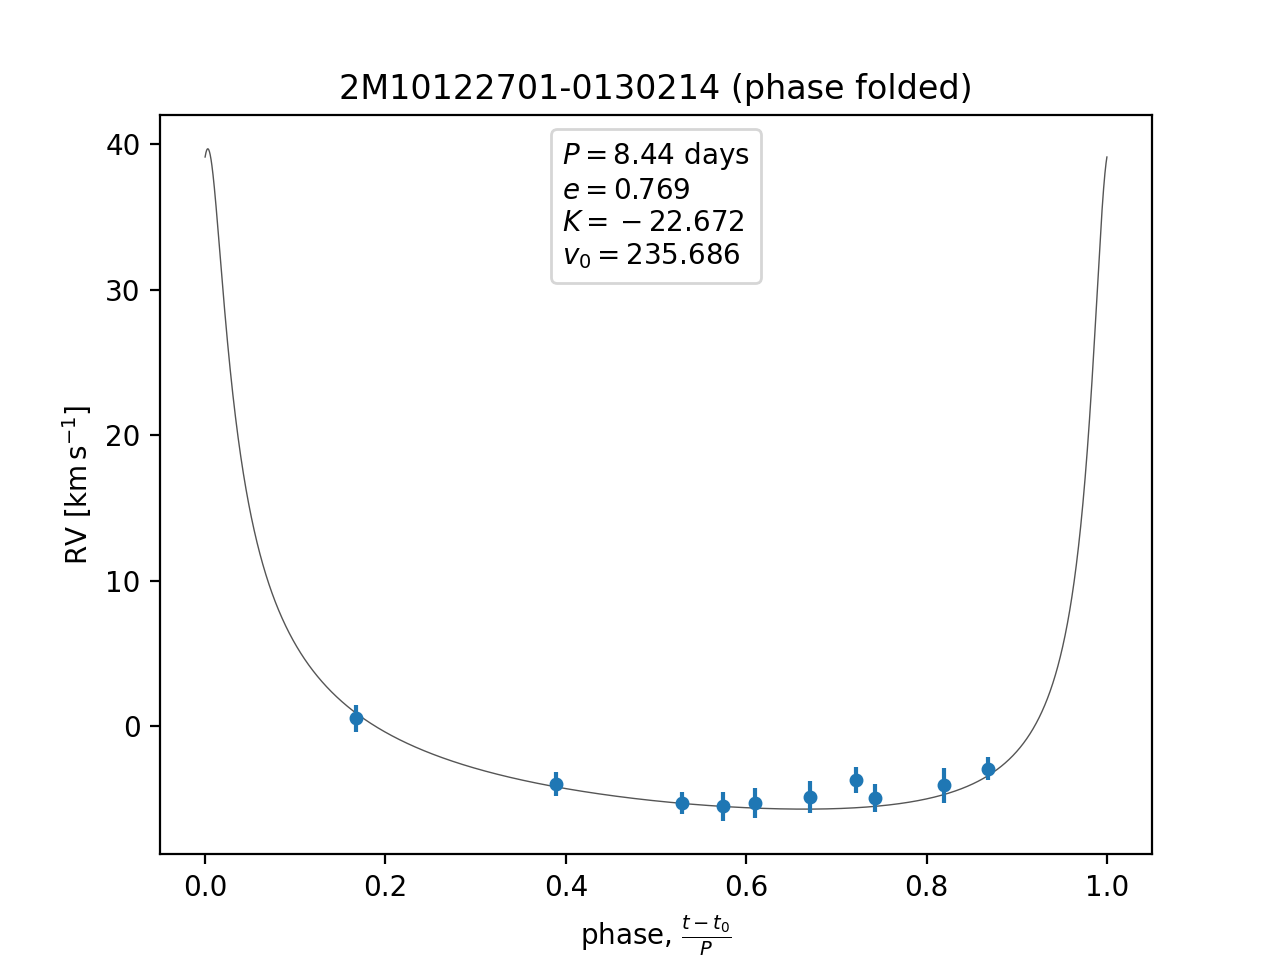 2M10122701-0130214 (phase folded)
P = 8.44 days
e = 0.769
K = −22.672
v₀ = 235.686
RV [km s⁻¹]
40
30
20
10
0
0.0 0.2 0.4 0.6 0.8 1.0
phase, (t − t₀)/P